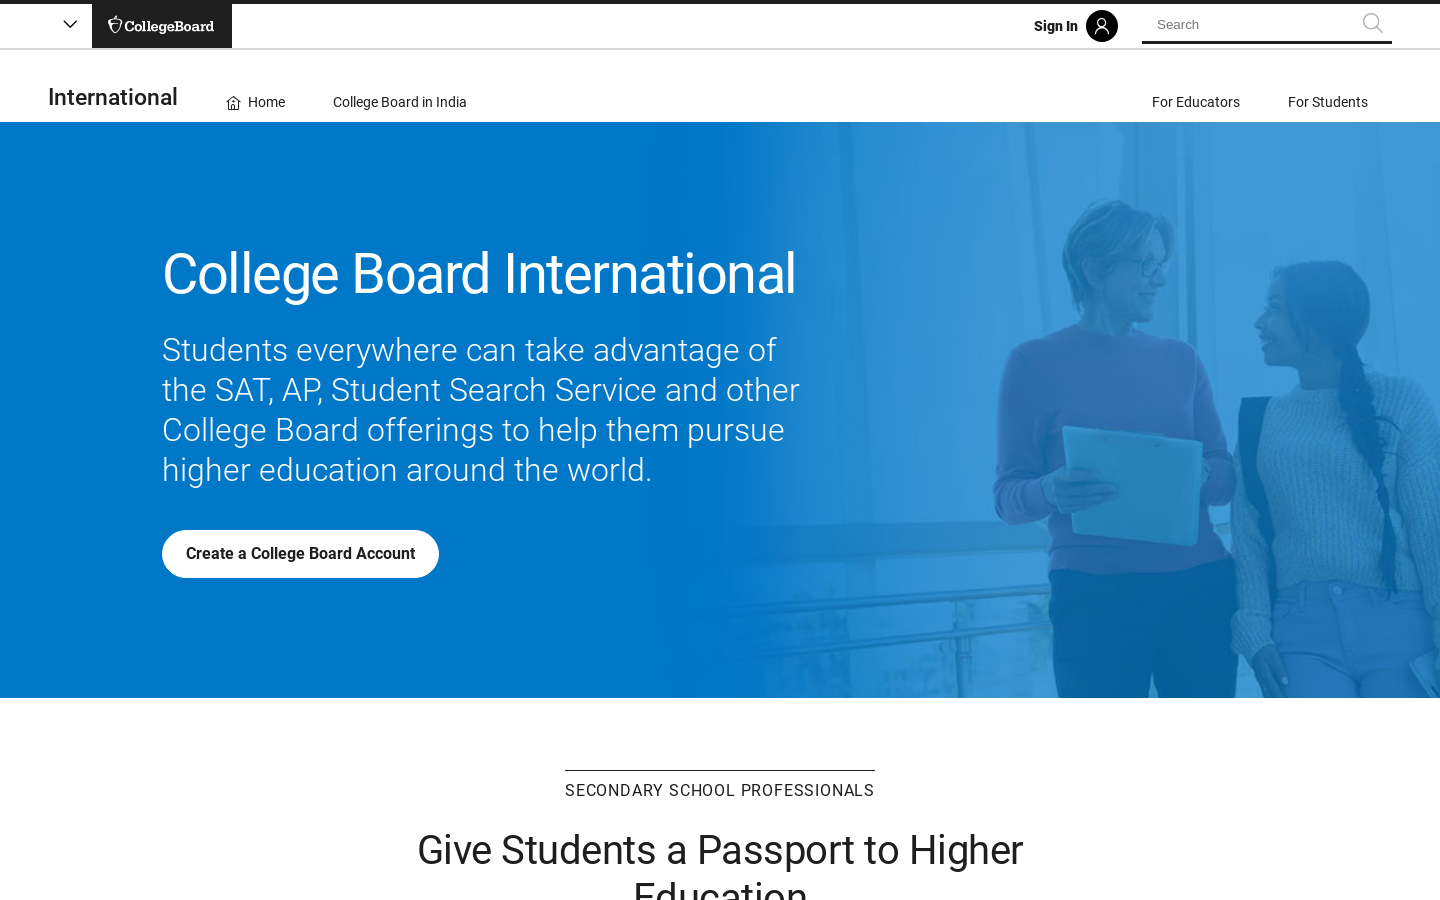 CollegeBoard
Sign In
Search
International
Home
College Board in India
For Educators
For Students
College Board International
Students everywhere can take advantage of
the SAT, AP, Student Search Service and other
College Board offerings to help them pursue
higher education around the world.
Create a College Board Account
SECONDARY SCHOOL PROFESSIONALS
Give Students a Passport to Higher
Education